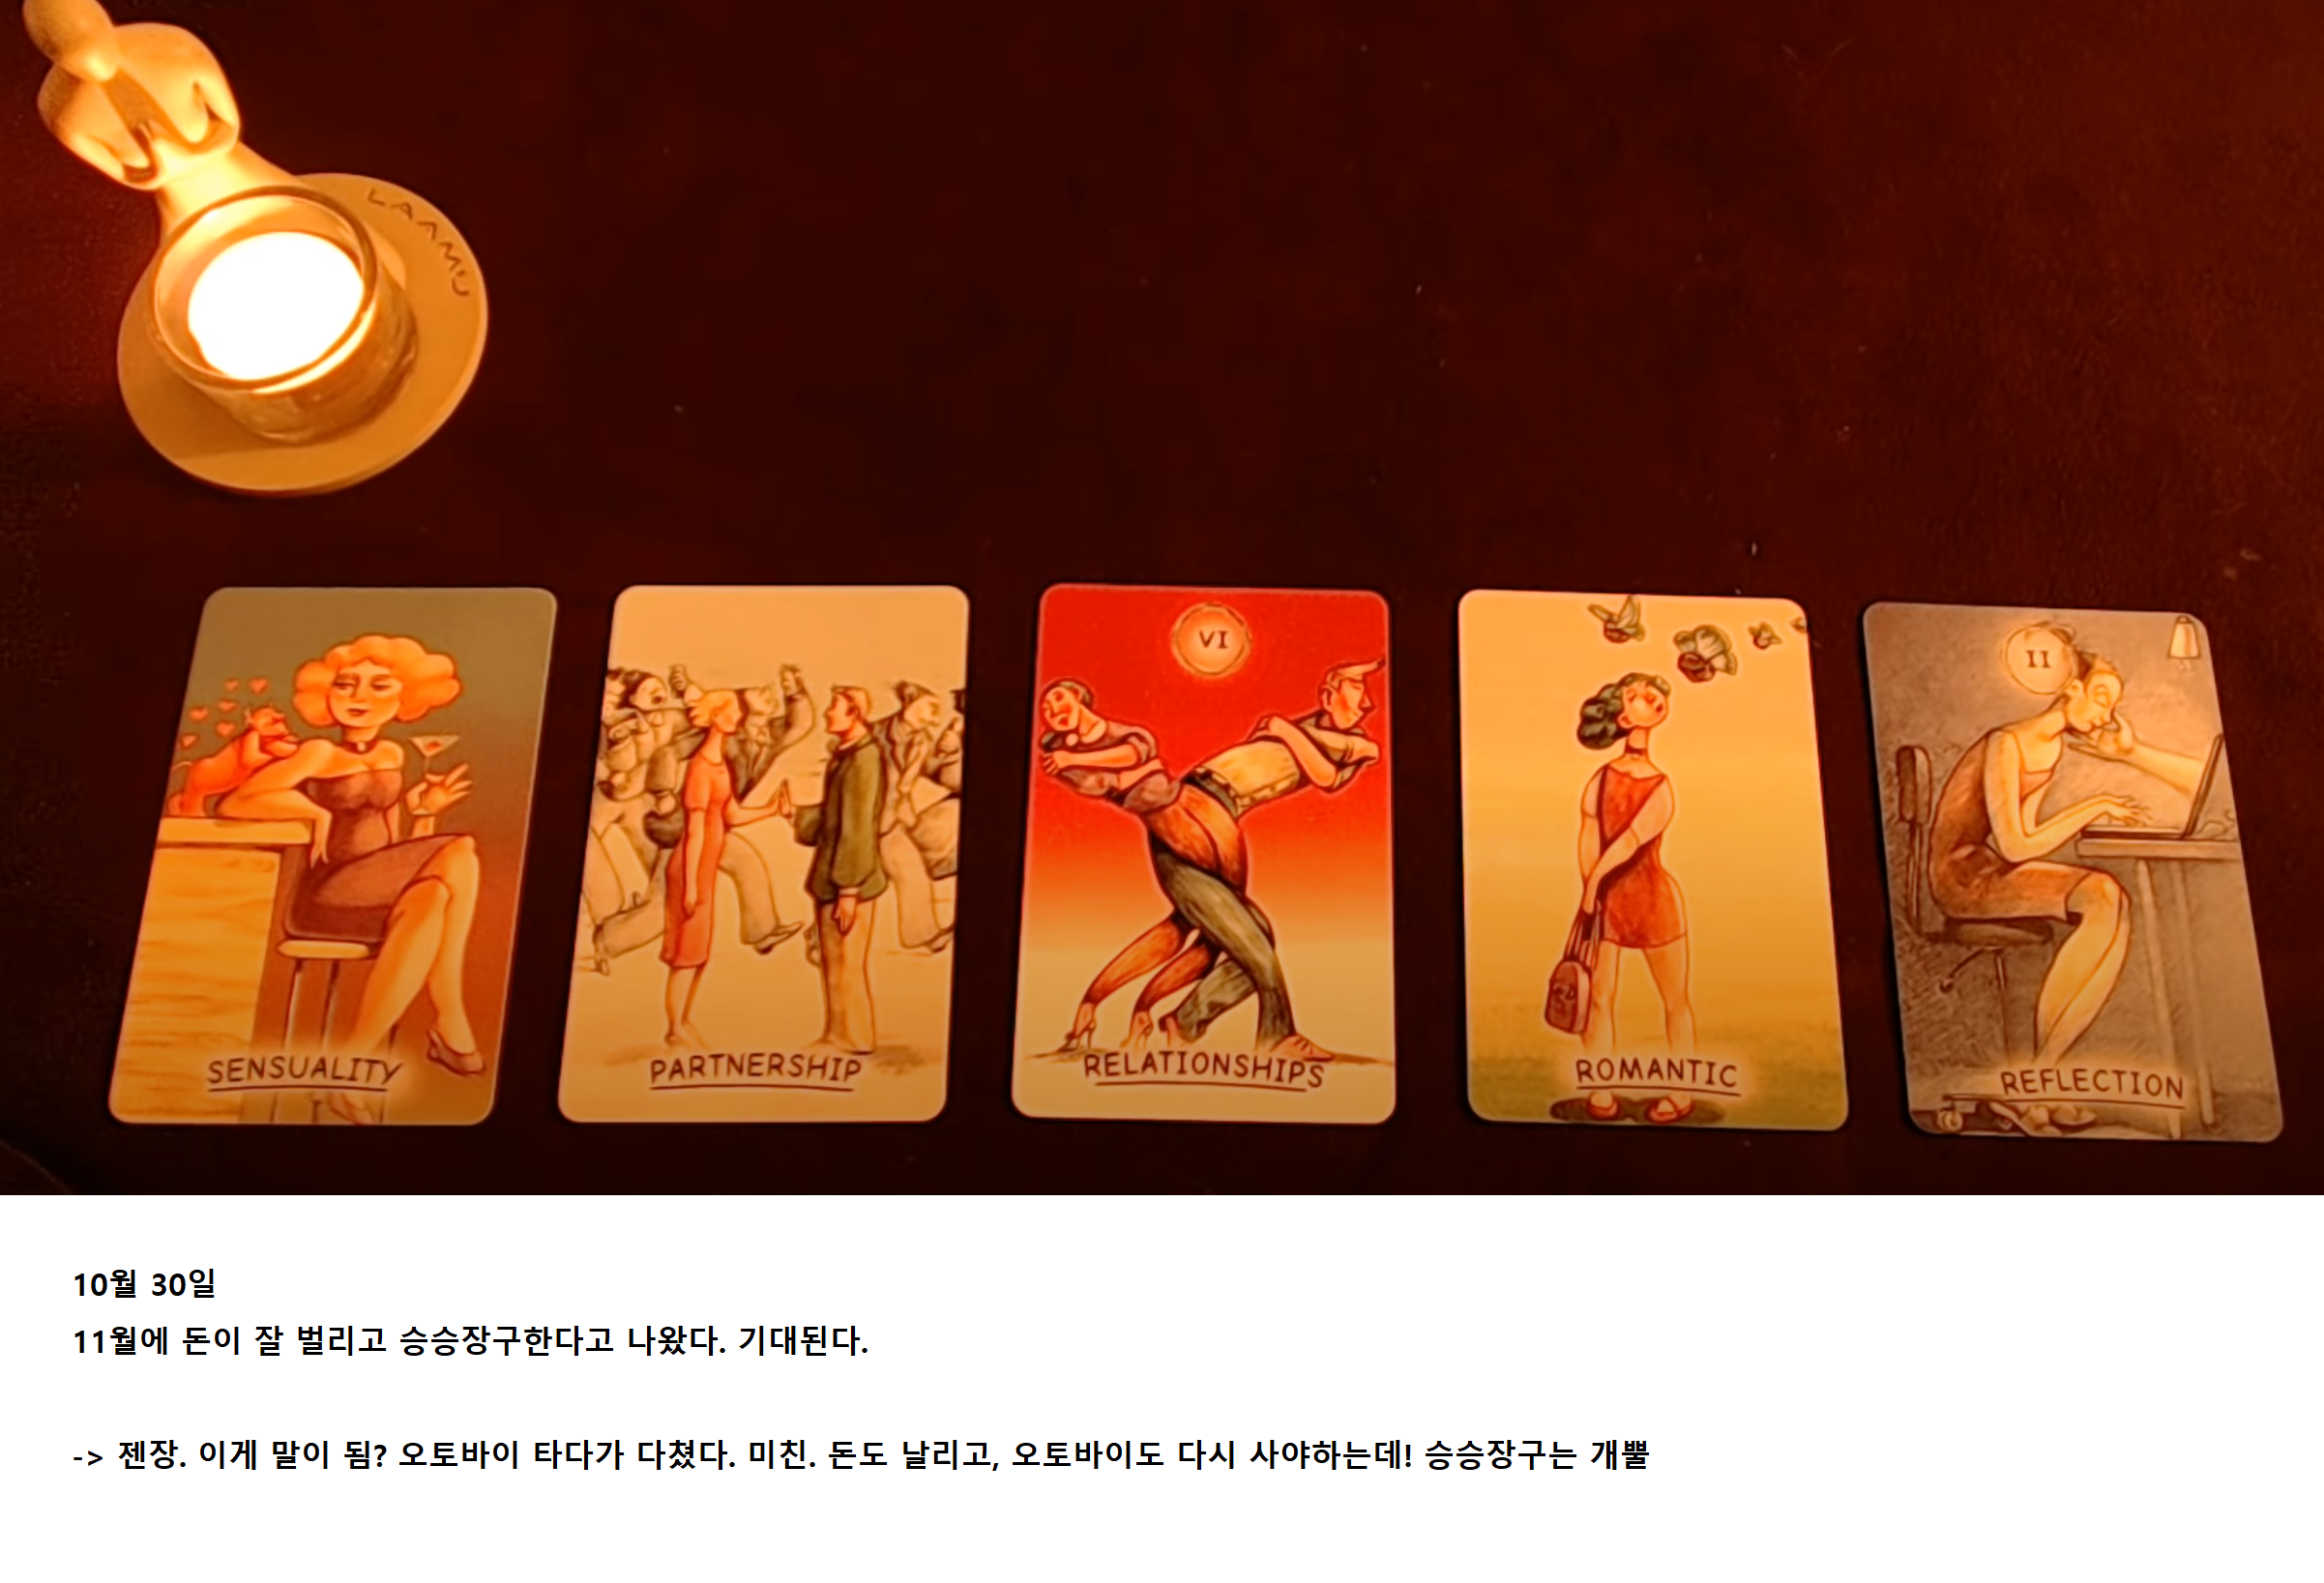 LAAMU
VI
II
SENSUALITY
PARTNERSHIP
RELATIONSHIPS
ROMANTIC
REFLECTION
10월 30일
11월에 돈이 잘 벌리고 승승장구한다고 나왔다. 기대된다.
-> 젠장. 이게 말이 됨? 오토바이 타다가 다쳤다. 미친. 돈도 날리고, 오토바이도 다시 사야하는데! 승승장구는 개뿔